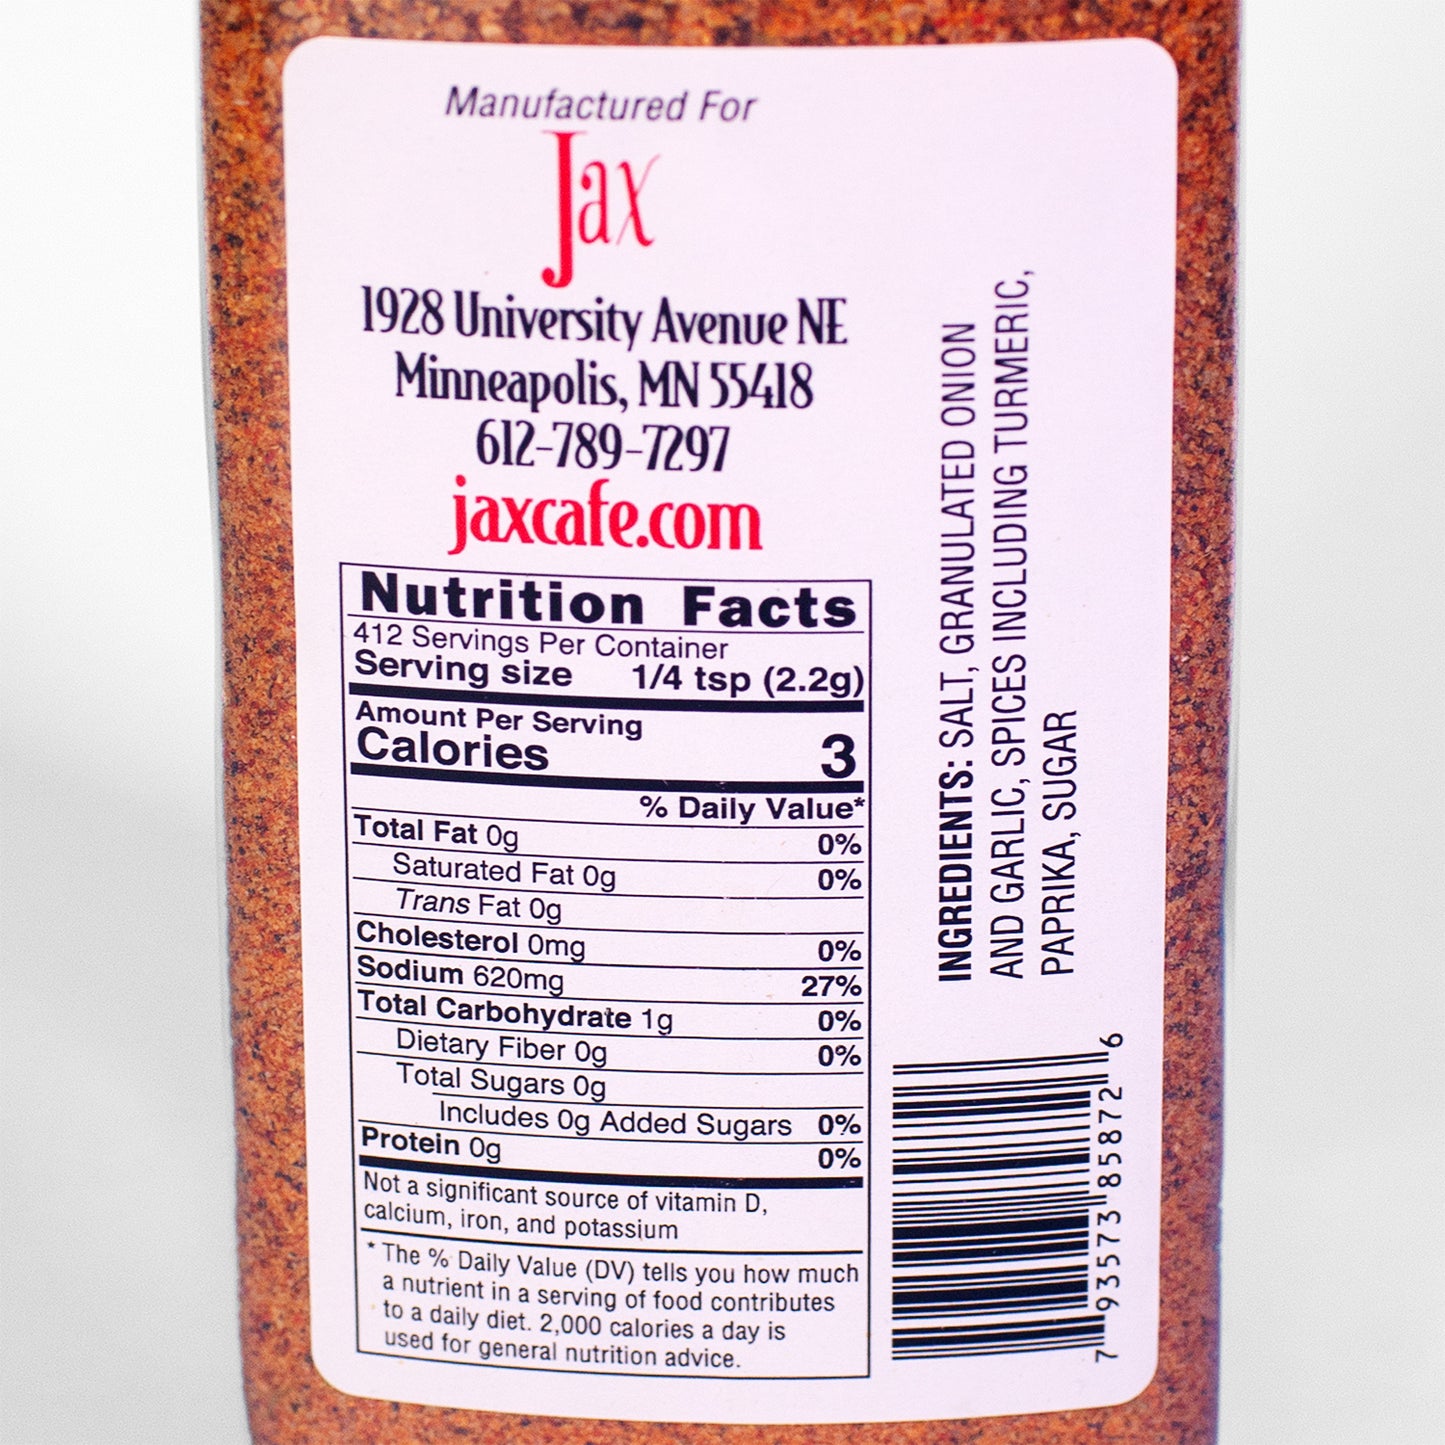 Manufactured For
Jax
1928 University Avenue NE
Minneapolis, MN 55418
612-789-7297
jaxcafe.com
Nutrition Facts
412 Servings Per Container
Serving size 1/4 tsp (2.2g)
Amount Per Serving
Calories 3
% Daily Value*
Total Fat 0g 0%
Saturated Fat 0g 0%
Trans Fat 0g
Cholesterol 0mg 0%
Sodium 620mg 27%
Total Carbohydrate 1g 0%
Dietary Fiber 0g 0%
Total Sugars 0g
Includes 0g Added Sugars 0%
Protein 0g 0%
Not a significant source of vitamin D,
calcium, iron, and potassium
* The % Daily Value (DV) tells you how much
a nutrient in a serving of food contributes
to a daily diet. 2,000 calories a day is
used for general nutrition advice.
INGREDIENTS: SALT, GRANULATED ONION
AND GARLIC, SPICES INCLUDING TURMERIC,
PAPRIKA, SUGAR
7 93573 85872 6